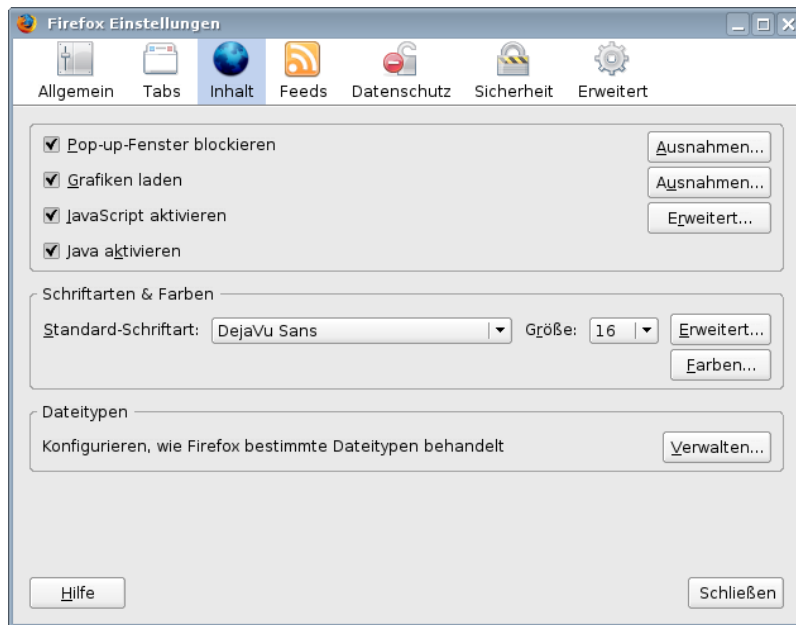 Firefox Einstellungen
Allgemein Tabs Inhalt Feeds Datenschutz Sicherheit Erweitert
Pop-up-Fenster blockieren Ausnahmen...
Grafiken laden Ausnahmen...
JavaScript aktivieren Erweitert...
Java aktivieren
Schriftarten & Farben
Standard-Schriftart: DejaVu Sans Größe: 16 Erweitert...
Farben...
Dateitypen
Konfigurieren, wie Firefox bestimmte Dateitypen behandelt Verwalten...
Hilfe Schließen